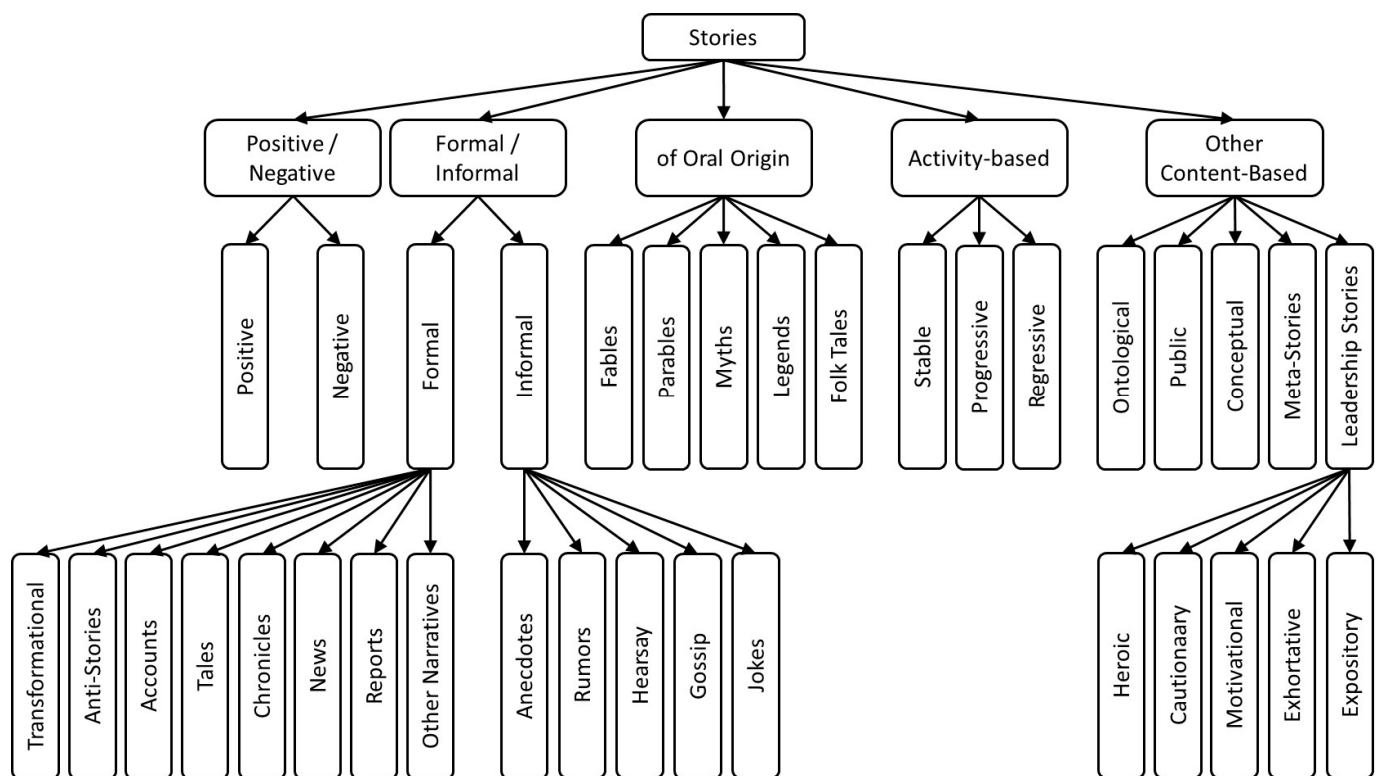 Stories
Positive /
Negative
Formal /
Informal
of Oral Origin
Activity-based
Other
Content-Based
Positive
Negative
Formal
Informal
Fables
Parables
Myths
Legends
Folk Tales
Stable
Progressive
Regressive
Ontological
Public
Conceptual
Meta-Stories
Leadership Stories
Transformational
Anti-Stories
Accounts
Tales
Chronicles
News
Reports
Other Narratives
Anecdotes
Rumors
Hearsay
Gossip
Jokes
Heroic
Cautionaary
Motivational
Exhortative
Expository